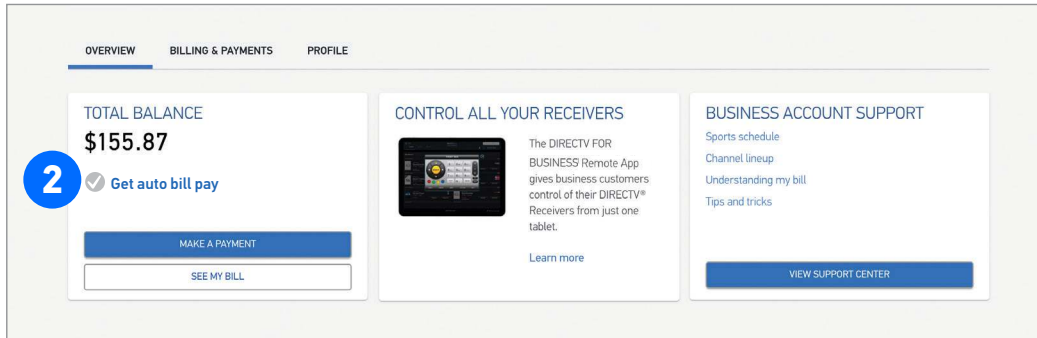 OVERVIEW BILLING & PAYMENTS PROFILE
TOTAL BALANCE
$155.87
2
Get auto bill pay
MAKE A PAYMENT
SEE MY BILL
CONTROL ALL YOUR RECEIVERS
The DIRECTV FOR
BUSINESS Remote App
gives business customers
control of their DIRECTV®
Receivers from just one
tablet.
Learn more
BUSINESS ACCOUNT SUPPORT
Sports schedule
Channel lineup
Understanding my bill
Tips and tricks
VIEW SUPPORT CENTER